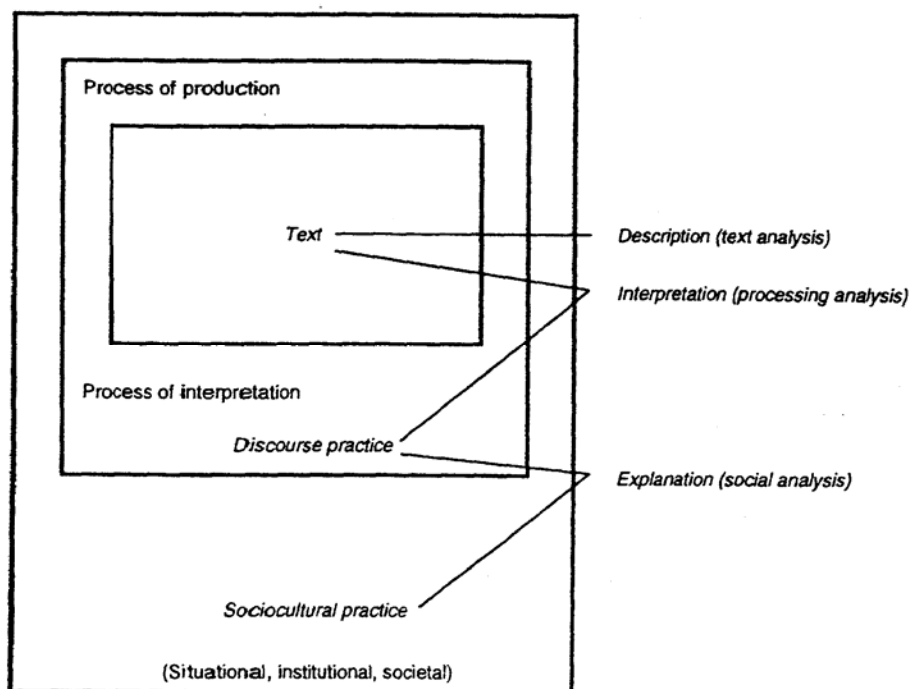 Process of production
Text
Description (text analysis)
Interpretation (processing analysis)
Process of interpretation
Discourse practice
Explanation (social analysis)
Sociocultural practice
(Situational, institutional, societal)